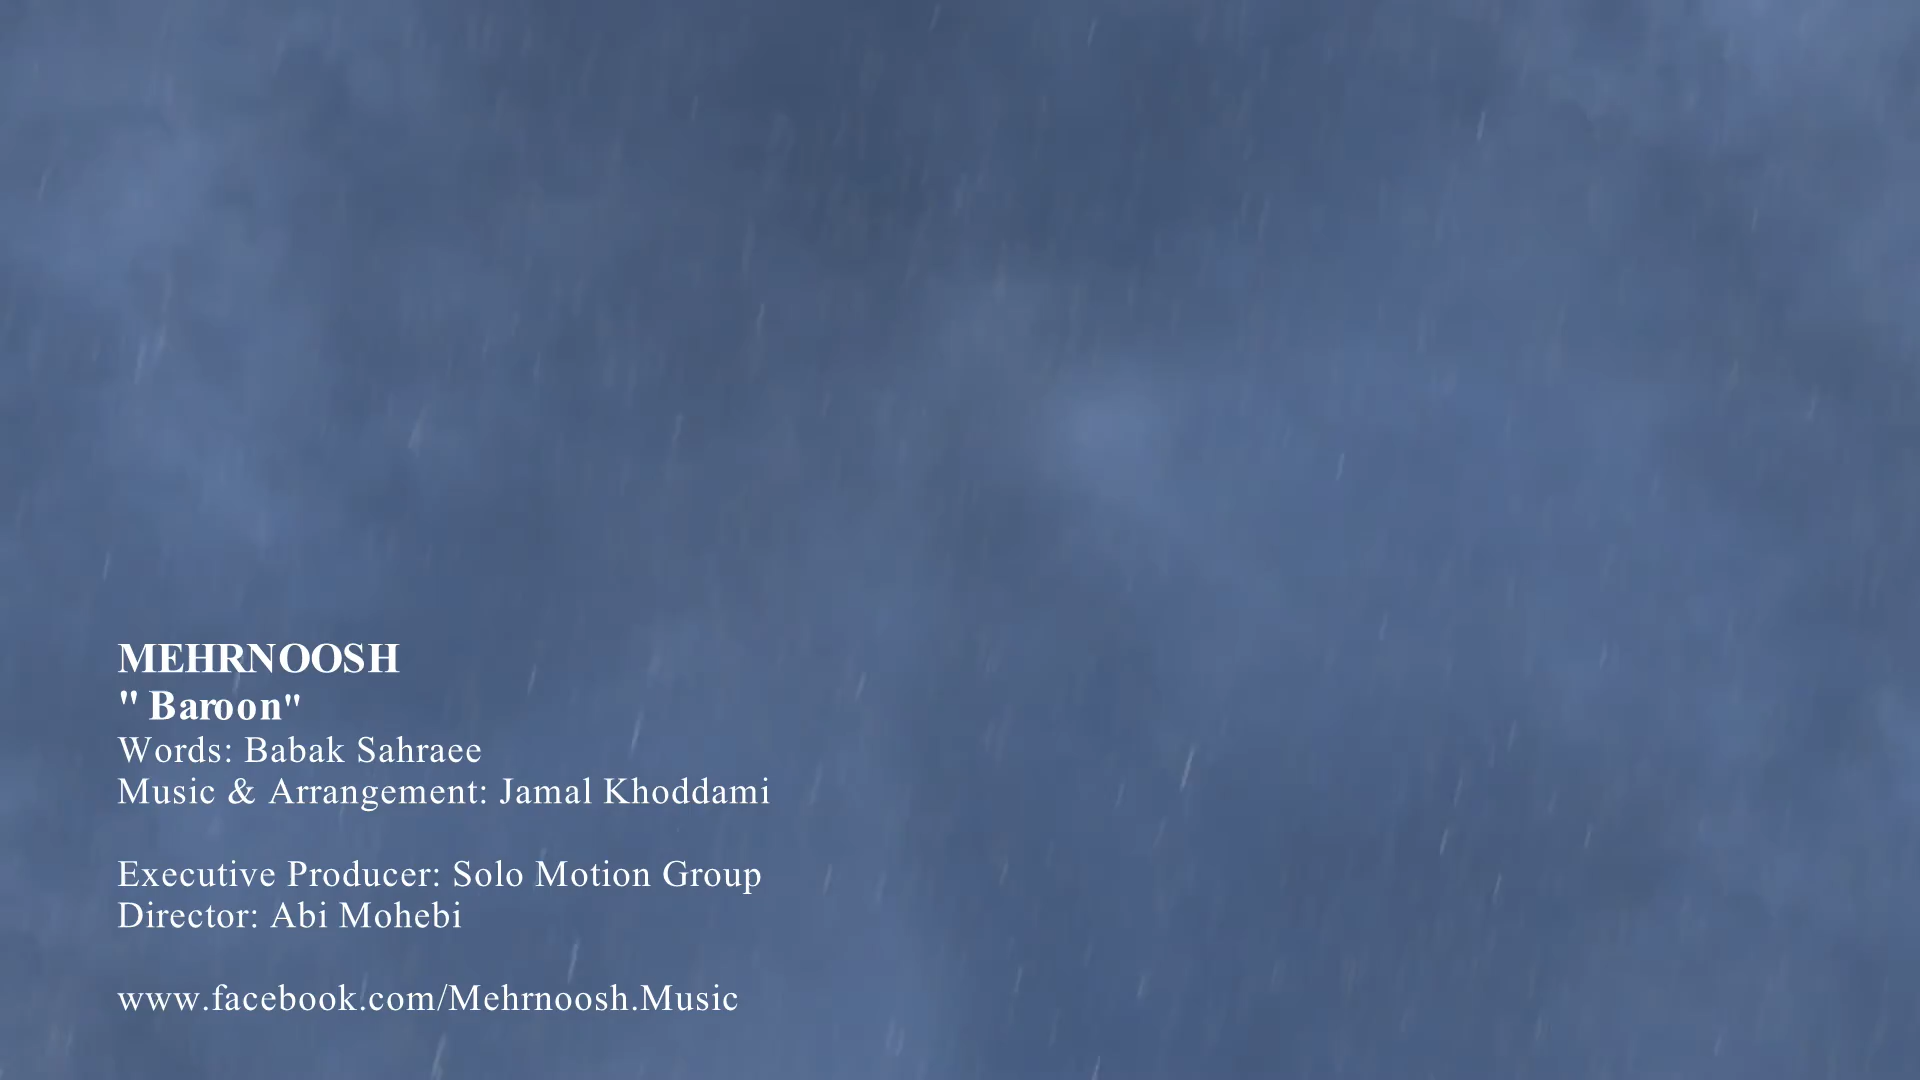 MEHRNOOSH
" Baroon"
Words: Babak Sahraee
Music & Arrangement: Jamal Khoddami
Executive Producer: Solo Motion Group
Director: Abi Mohebi
www.facebook.com/Mehrnoosh.Music